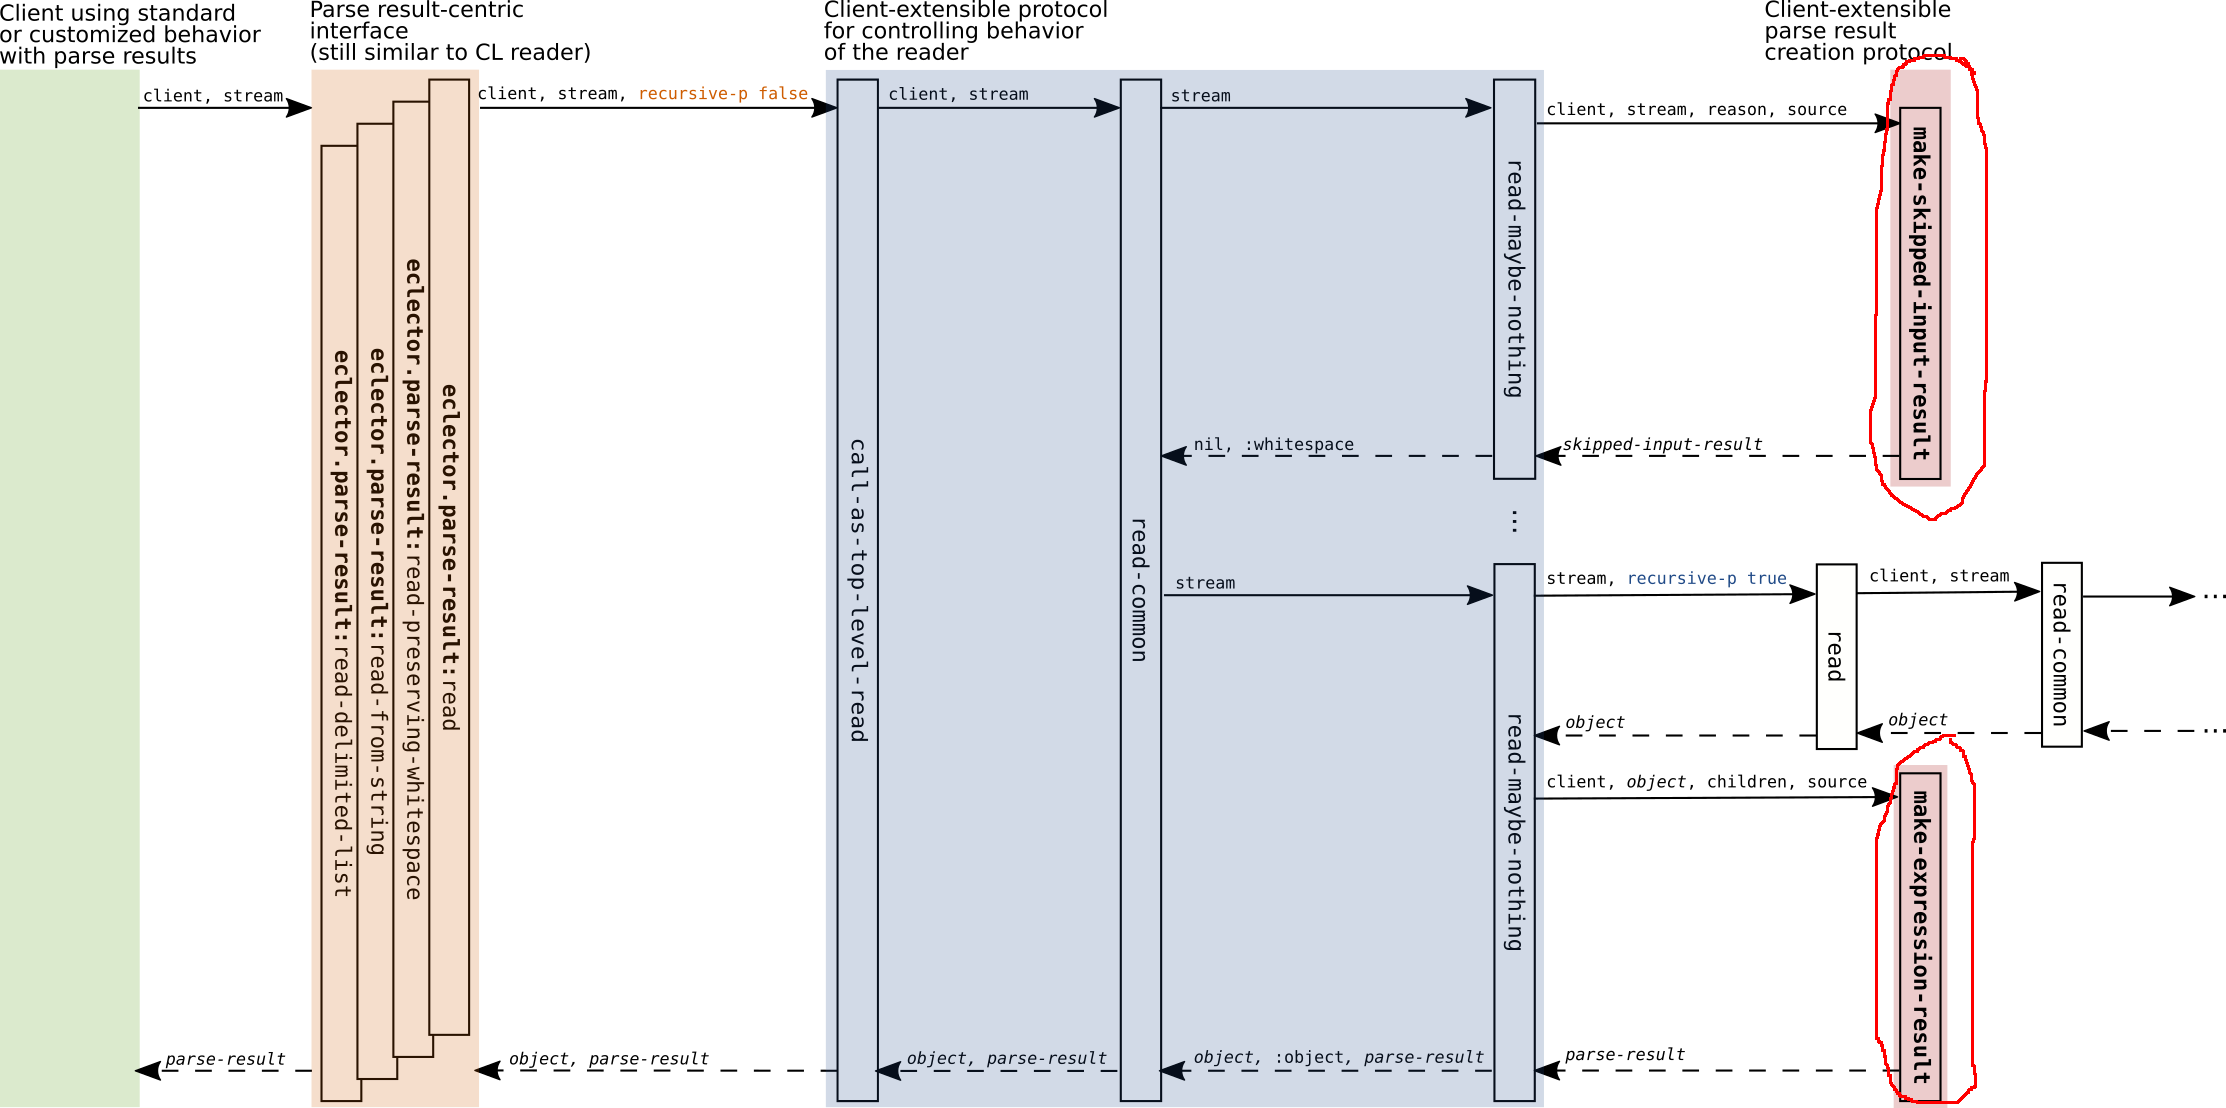 Client using standard
or customized behavior
with parse results
Parse result-centric
interface
(still similar to CL reader)
Client-extensible protocol
for controlling behavior
of the reader
Client-extensible
parse result
creation protocol
client, stream
client, stream, recursive-p false
client, stream
stream
client, stream, reason, source
eclector.parse-result:read-delimited-list
eclector.parse-result:read-from-string
eclector.parse-result:read-preserving-whitespace
eclector.parse-result:read
call-as-top-level-read
read-common
read-maybe-nothing
make-skipped-input-result
nil, :whitespace
skipped-input-result
...
stream
stream, recursive-p true
client, stream
...
read-maybe-nothing
read
read-common
object
object
...
client, object, children, source
make-expression-result
parse-result
object, parse-result
object, parse-result
object, :object, parse-result
parse-result